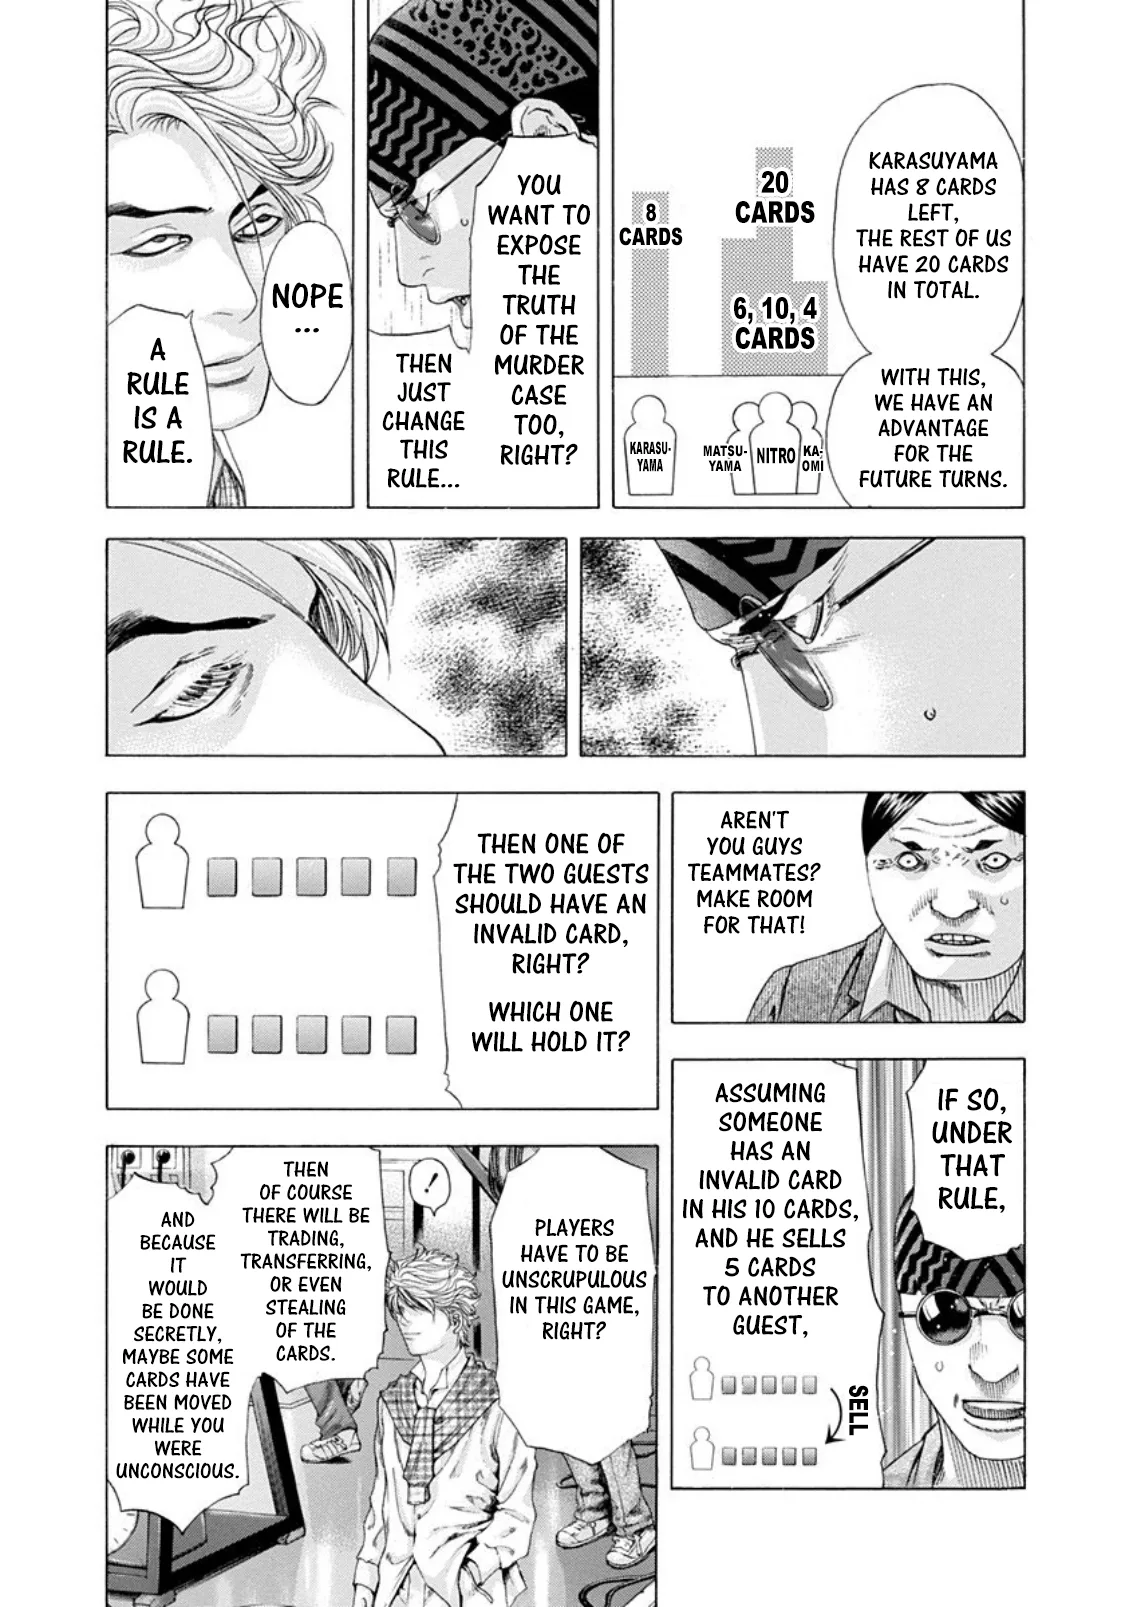 KARASUYAMA
HAS 8 CARDS
LEFT,
THE REST OF US
HAVE 20 CARDS
IN TOTAL.
WITH THIS,
WE HAVE AN
ADVANTAGE
FOR THE
FUTURE TURNS.
20
CARDS
8
CARDS
6, 10, 4
CARDS
KARASU-
YAMA
MATSU-
YAMA
NITRO
KA-
OMI
YOU
WANT TO
EXPOSE
THE
TRUTH
OF THE
MURDER
CASE
TOO,
RIGHT?
THEN
JUST
CHANGE
THIS
RULE...
NOPE
...
A
RULE
IS A
RULE.
AREN'T
YOU GUYS
TEAMMATES?
MAKE ROOM
FOR THAT!
IF SO,
UNDER
THAT
RULE,
ASSUMING
SOMEONE
HAS AN
INVALID CARD
IN HIS 10 CARDS,
AND HE SELLS
5 CARDS
TO ANOTHER
GUEST,
SELL
THEN ONE OF
THE TWO GUESTS
SHOULD HAVE AN
INVALID CARD,
RIGHT?
WHICH ONE
WILL HOLD IT?
PLAYERS
HAVE TO BE
UNSCRUPULOUS
IN THIS GAME,
RIGHT?
!
THEN
OF COURSE
THERE WILL BE
TRADING,
TRANSFERRING,
OR EVEN
STEALING
OF THE
CARDS.
AND
BECAUSE
IT
WOULD
BE DONE
SECRETLY,
MAYBE SOME
CARDS HAVE
BEEN MOVED
WHILE YOU
WERE
UNCONSCIOUS.